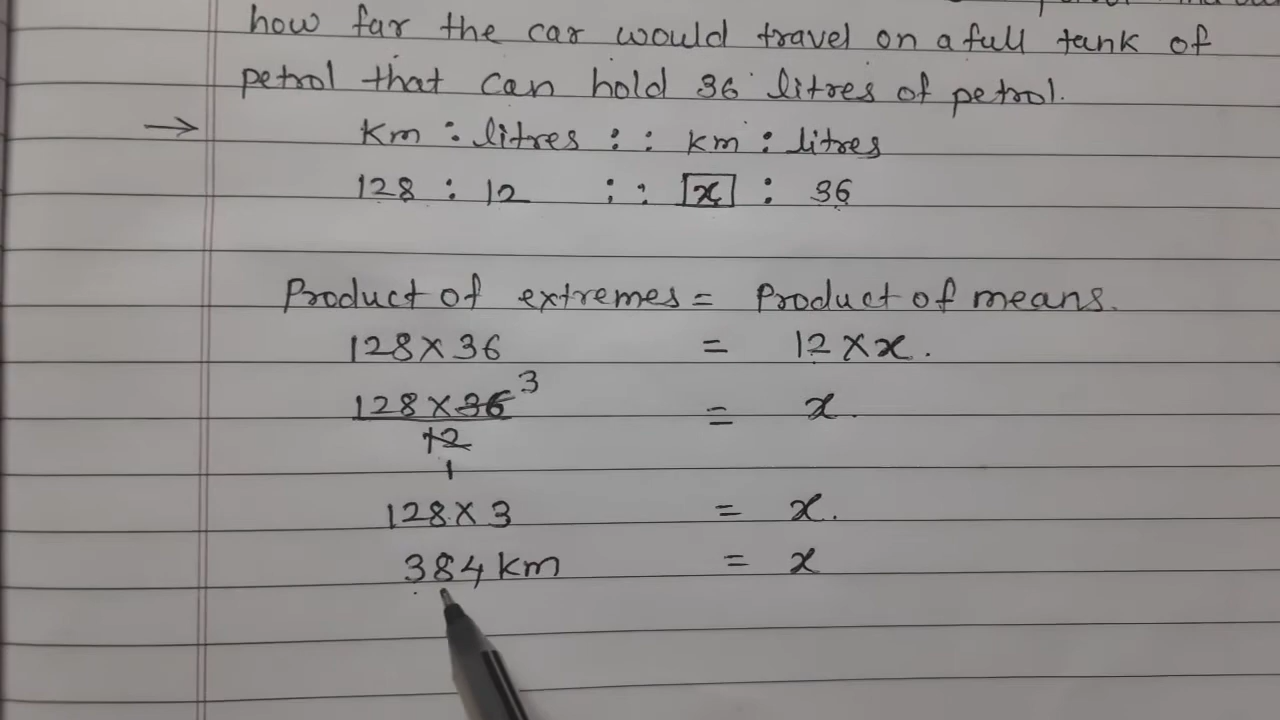 how far the car would travel on a full tank of
petrol that can hold 36 litres of petrol.
→ Km : litres : : km : litres
128 : 12 : : x : 36
Product of extremes = Product of means.
128 × 36 = 12 × x.
128 × 36 3 = x.
12
1
128 × 3 = x.
384 km = x